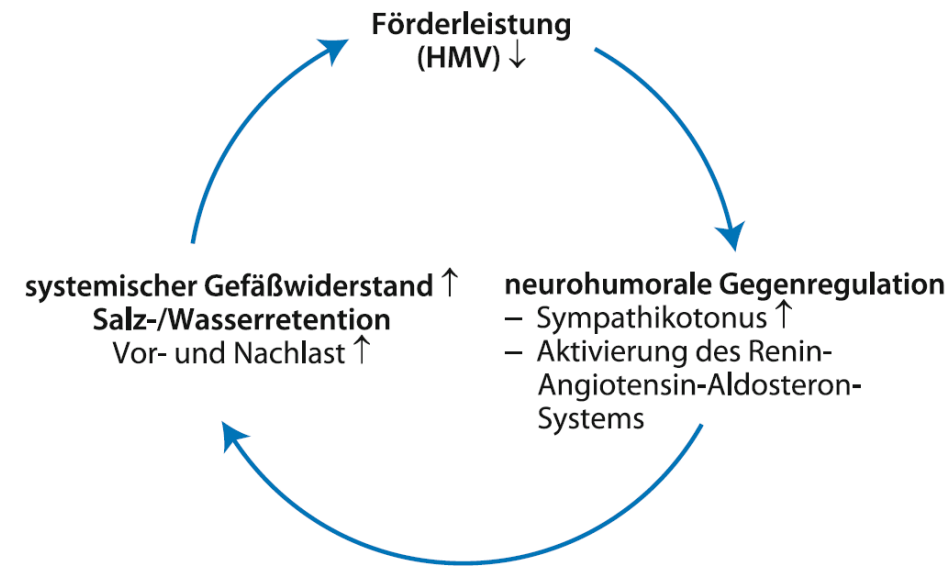 Förderleistung
(HMV) ↓
systemischer Gefäßwiderstand ↑
Salz-/Wasserretention
Vor- und Nachlast ↑
neurohumorale Gegenregulation
– Sympathikotonus ↑
– Aktivierung des Renin-
Angiotensin-Aldosteron-
Systems